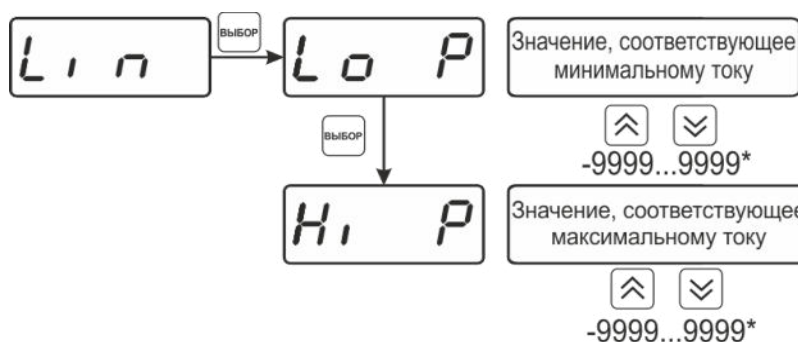 Lin
ВЫБОР
Lo P
Значение, соответствующее
минимальному току
-9999...9999*
ВЫБОР
Hi P
Значение, соответствующее
максимальному току
-9999...9999*